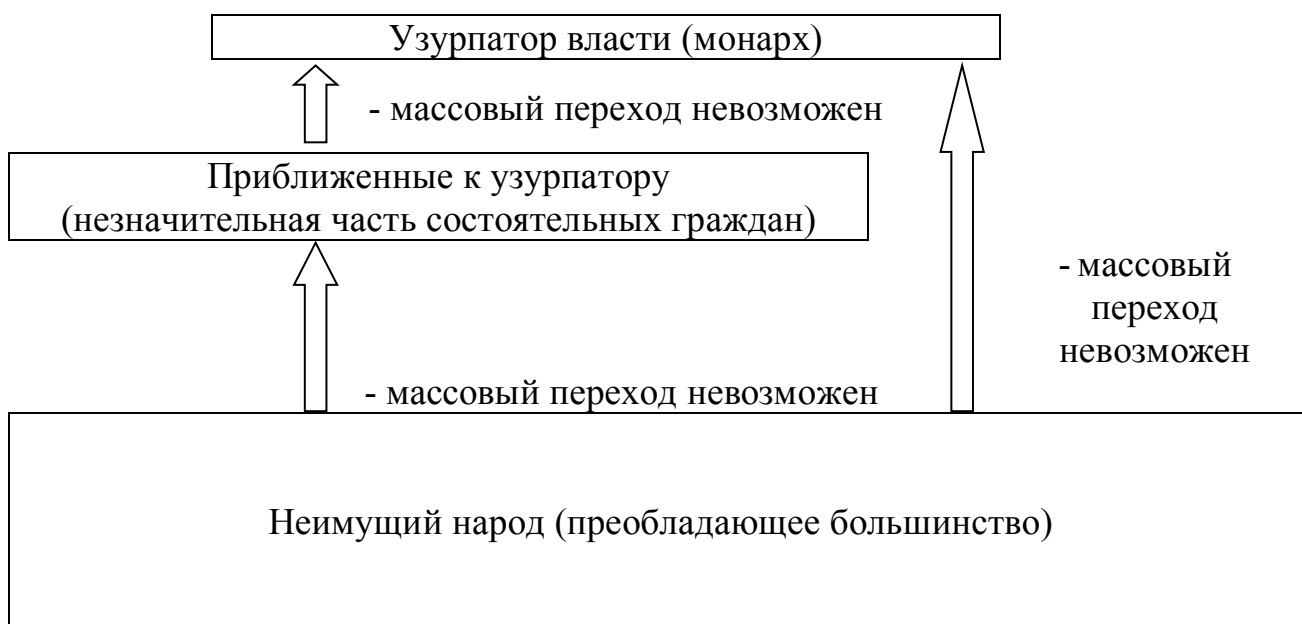 Узурпатор власти (монарх)
- массовый переход невозможен
Приближенные к узурпатору
(незначительная часть состоятельных граждан)
- массовый
переход
невозможен
- массовый переход невозможен
Неимущий народ (преобладающее большинство)